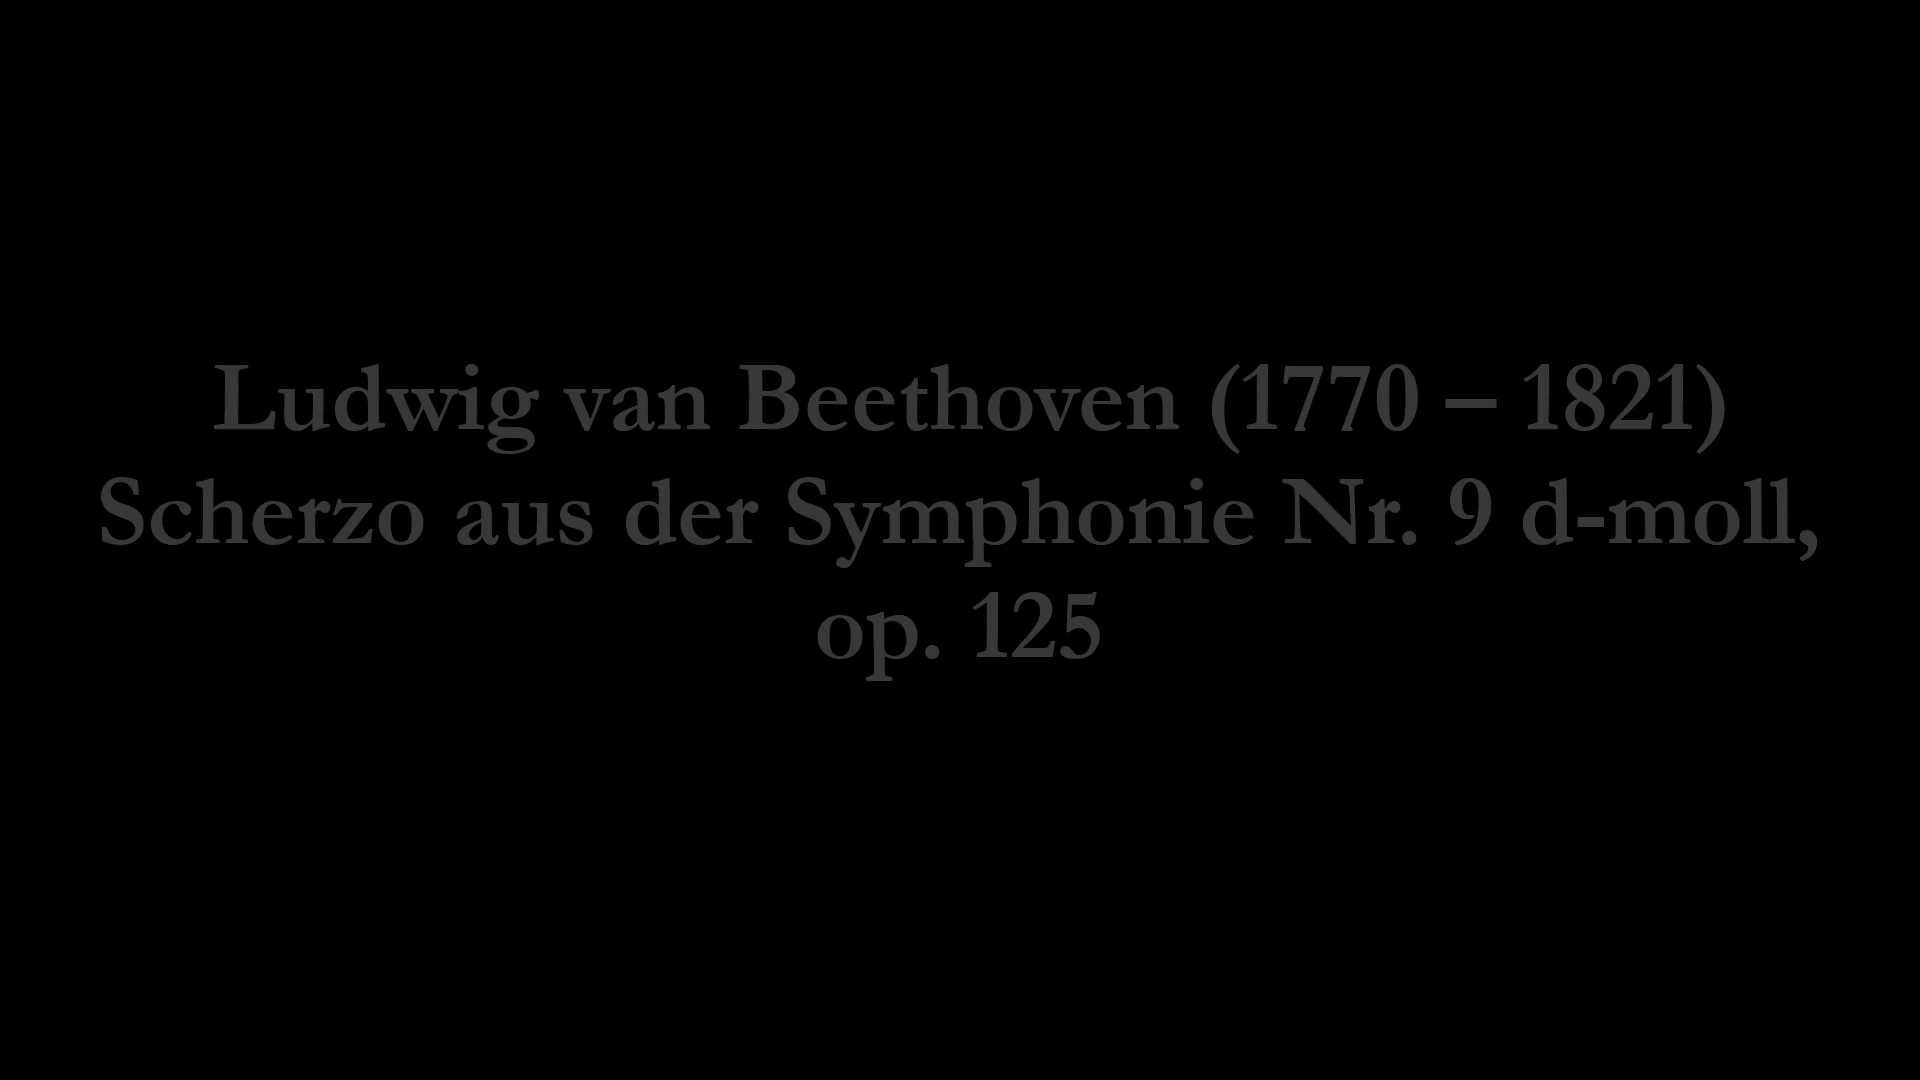 Ludwig van Beethoven (1770 – 1821)
Scherzo aus der Symphonie Nr. 9 d-moll,
op. 125